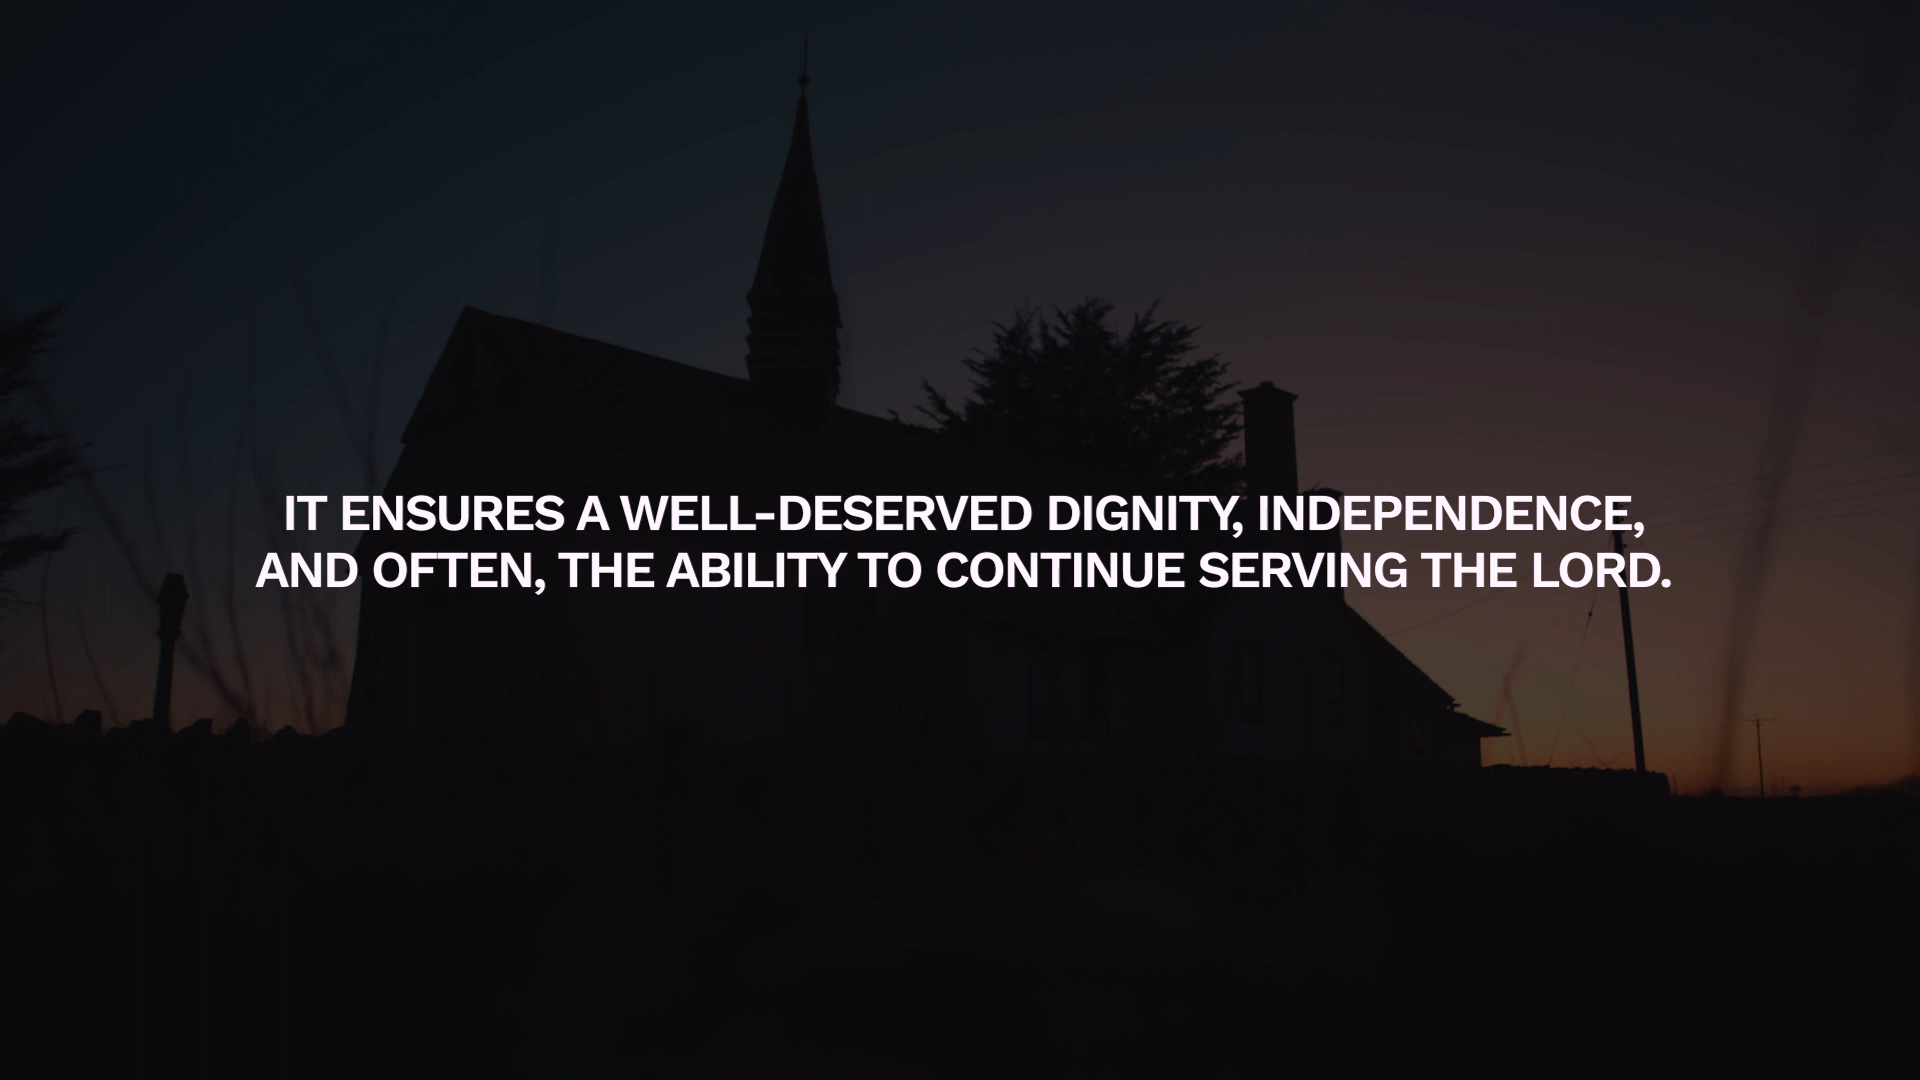 IT ENSURES A WELL-DESERVED DIGNITY, INDEPENDENCE,
AND OFTEN, THE ABILITY TO CONTINUE SERVING THE LORD.